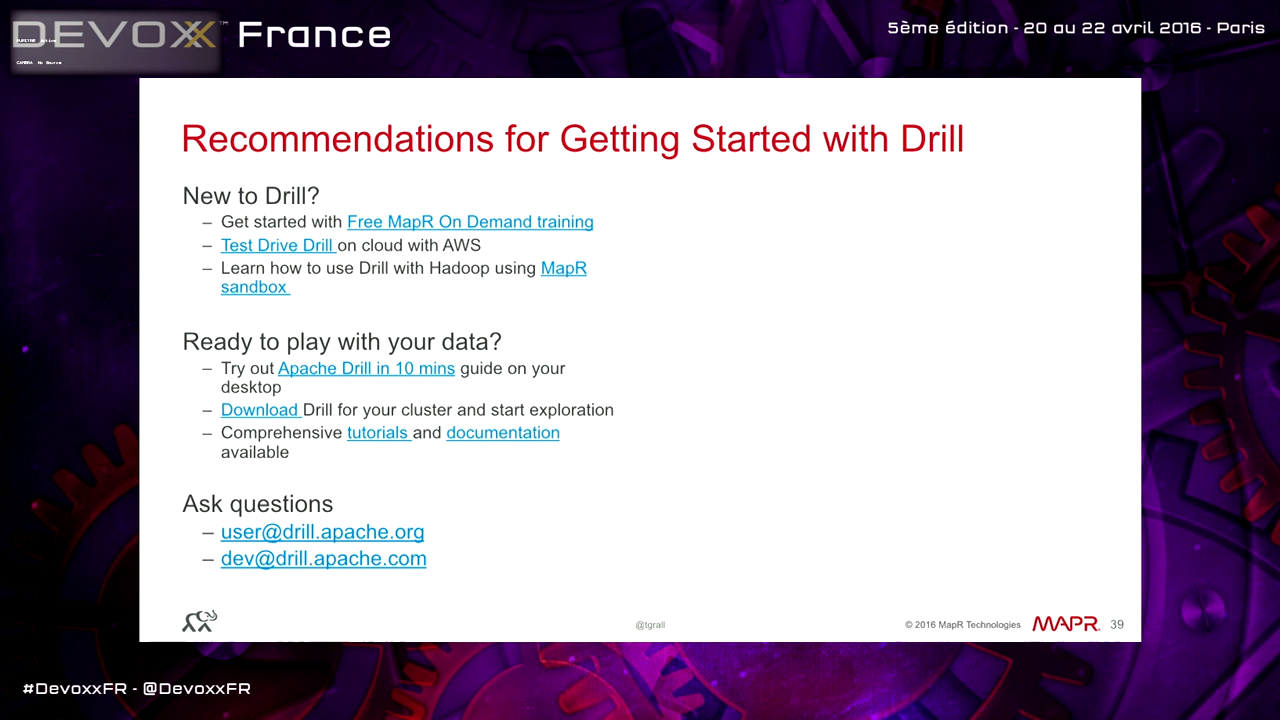 DEVOXX™ France
5ème édition - 20 au 22 avril 2016 - Paris
Recommendations for Getting Started with Drill
New to Drill?
– Get started with Free MapR On Demand training
– Test Drive Drill on cloud with AWS
– Learn how to use Drill with Hadoop using MapR
sandbox
Ready to play with your data?
– Try out Apache Drill in 10 mins guide on your
desktop
– Download Drill for your cluster and start exploration
– Comprehensive tutorials and documentation
available
Ask questions
– user@drill.apache.org
– dev@drill.apache.com
@tgrall
© 2016 MapR Technologies MAPR. 39
#DevoxxFR - @DevoxxFR